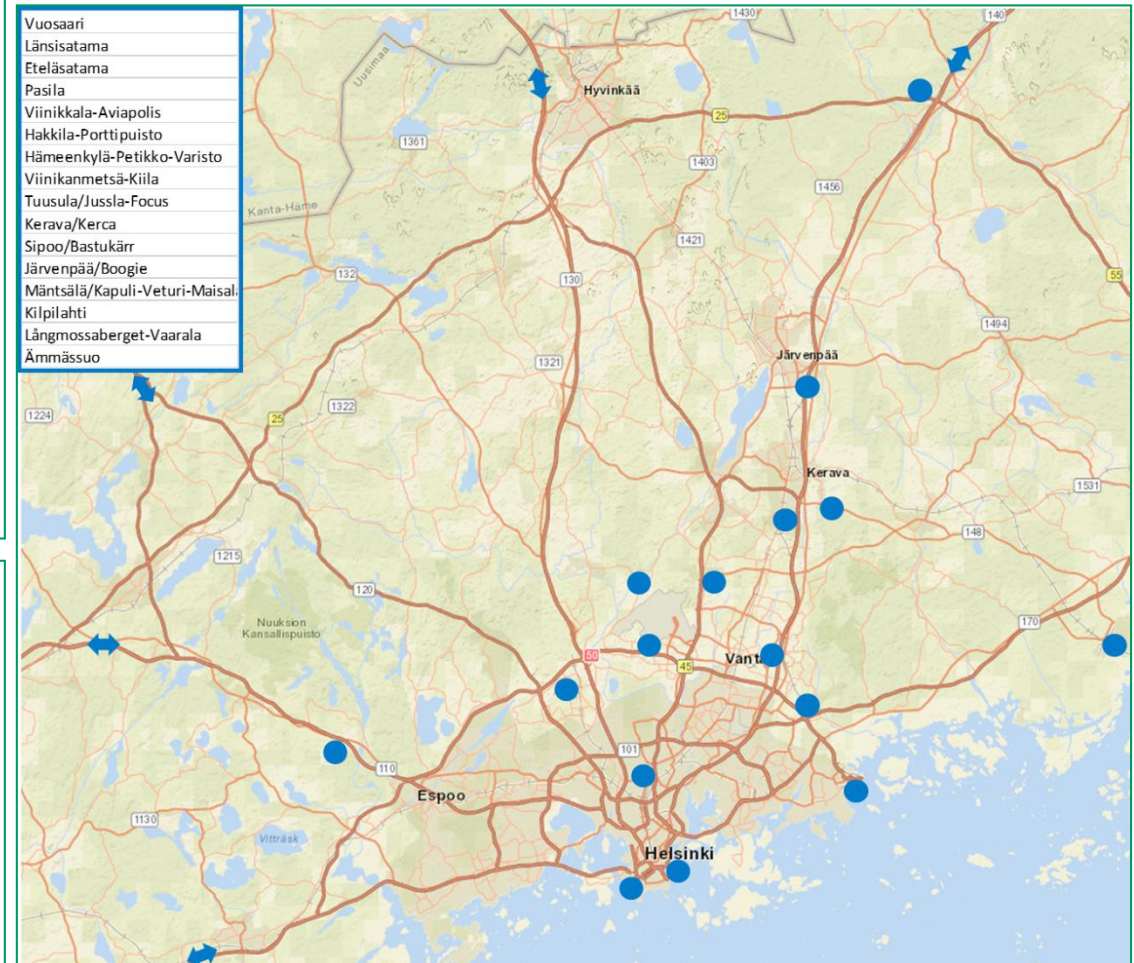 Vuosaari
Länsisatama
Eteläsatama
Pasila
Viinikkala-Aviapolis
Hakkila-Porttipuisto
Hämeenkylä-Petikko-Varisto
Viinikanmetsä-Kiila
Tuusula/Jussla-Focus
Kerava/Kerca
Sipoo/Bastukärr
Järvenpää/Boogie
Mäntsälä/Kapuli-Veturi-Maisala
Kilpilahti
Långmossaberget-Vaarala
Ämmässuo
1430
140
Uusimaa
Hyvinkää
25
1361
1403
1456
Kanta-Häme
1421
132
130
55
1494
1321
Järvenpää
1224
1322
25
Kerava
1531
148
1215
120
Nuuksion
Kansallispuisto
170
50
45
Vanta
101
110
Espoo
1130
Vitträsk
Helsinki